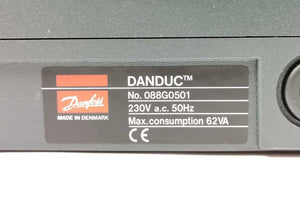 DANDUC™
No. 088G0501
230V a.c. 50Hz
Max.consumption 62VA
CE
Danfoss
MADE IN DENMARK